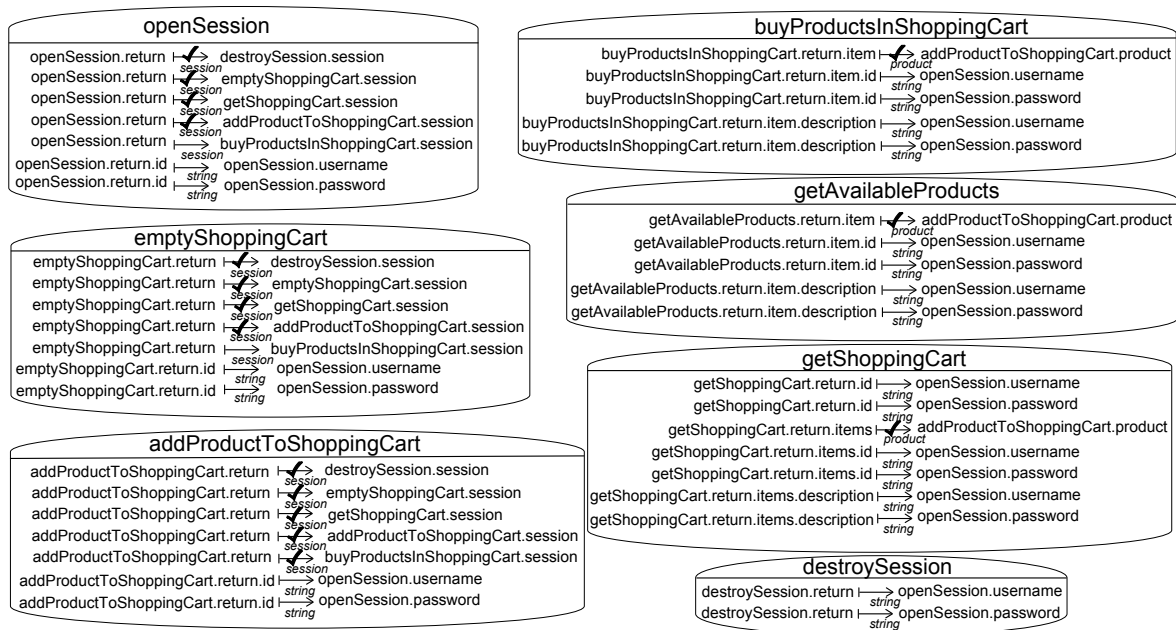 openSession
openSession.return session destroySession.session
openSession.return session emptyShoppingCart.session
openSession.return session getShoppingCart.session
openSession.return session addProductToShoppingCart.session
openSession.return session buyProductsInShoppingCart.session
openSession.return.id string openSession.username
openSession.return.id string openSession.password
emptyShoppingCart
emptyShoppingCart.return session destroySession.session
emptyShoppingCart.return session emptyShoppingCart.session
emptyShoppingCart.return session getShoppingCart.session
emptyShoppingCart.return session addProductToShoppingCart.session
emptyShoppingCart.return session buyProductsInShoppingCart.session
emptyShoppingCart.return.id string openSession.username
emptyShoppingCart.return.id string openSession.password
addProductToShoppingCart
addProductToShoppingCart.return session destroySession.session
addProductToShoppingCart.return session emptyShoppingCart.session
addProductToShoppingCart.return session getShoppingCart.session
addProductToShoppingCart.return session addProductToShoppingCart.session
addProductToShoppingCart.return session buyProductsInShoppingCart.session
addProductToShoppingCart.return.id string openSession.username
addProductToShoppingCart.return.id string openSession.password
buyProductsInShoppingCart
buyProductsInShoppingCart.return.item product addProductToShoppingCart.product
buyProductsInShoppingCart.return.item.id string openSession.username
buyProductsInShoppingCart.return.item.id string openSession.password
buyProductsInShoppingCart.return.item.description string openSession.username
buyProductsInShoppingCart.return.item.description string openSession.password
getAvailableProducts
getAvailableProducts.return.item product addProductToShoppingCart.product
getAvailableProducts.return.item.id string openSession.username
getAvailableProducts.return.item.id string openSession.password
getAvailableProducts.return.item.description string openSession.username
getAvailableProducts.return.item.description string openSession.password
getShoppingCart
getShoppingCart.return.id string openSession.username
getShoppingCart.return.id string openSession.password
getShoppingCart.return.items product addProductToShoppingCart.product
getShoppingCart.return.items.id string openSession.username
getShoppingCart.return.items.id string openSession.password
getShoppingCart.return.items.description string openSession.username
getShoppingCart.return.items.description string openSession.password
destroySession
destroySession.return string openSession.username
destroySession.return string openSession.password